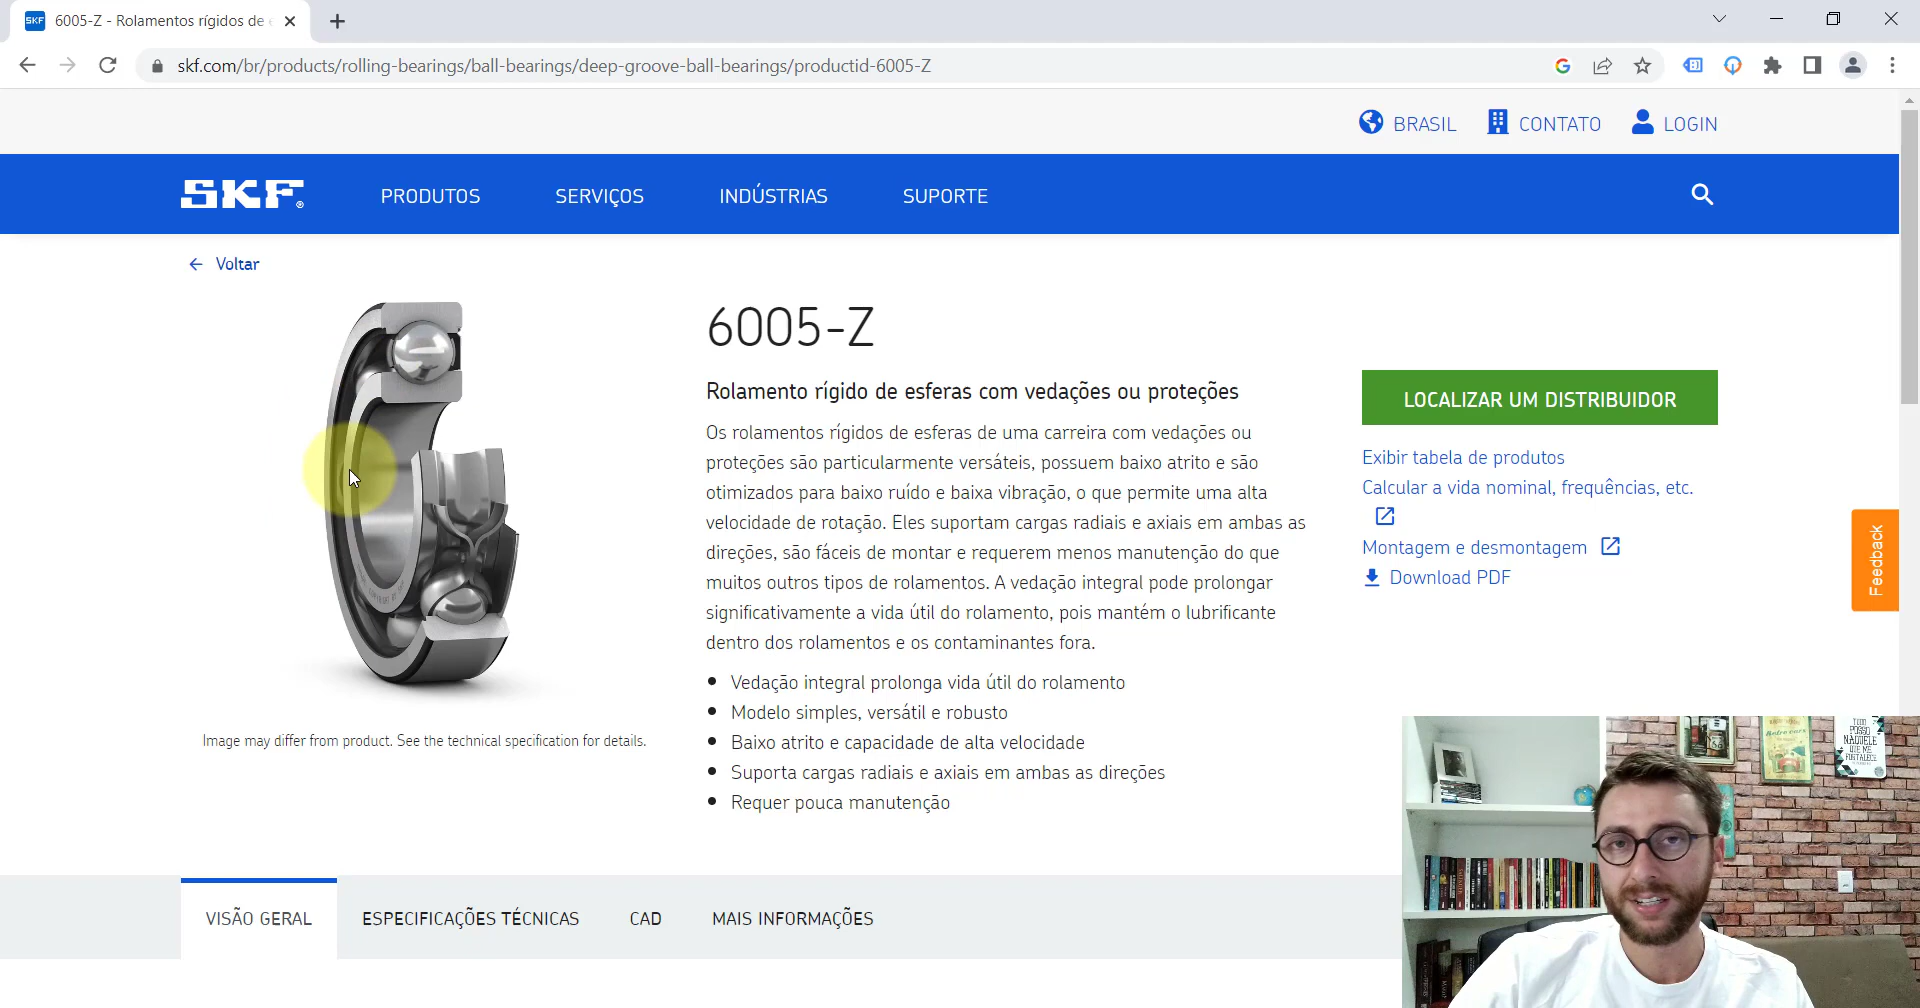 SKF 6005-Z - Rolamentos rígidos de e
skf.com/br/products/rolling-bearings/ball-bearings/deep-groove-ball-bearings/productid-6005-Z
BRASIL CONTATO LOGIN
SKF® PRODUTOS SERVIÇOS INDÚSTRIAS SUPORTE
Voltar
6005-Z
Rolamento rígido de esferas com vedações ou proteções
Os rolamentos rígidos de esferas de uma carreira com vedações ou
proteções são particularmente versáteis, possuem baixo atrito e são
otimizados para baixo ruído e baixa vibração, o que permite uma alta
velocidade de rotação. Eles suportam cargas radiais e axiais em ambas as
direções, são fáceis de montar e requerem menos manutenção do que
muitos outros tipos de rolamentos. A vedação integral pode prolongar
significativamente a vida útil do rolamento, pois mantém o lubrificante
dentro dos rolamentos e os contaminantes fora.
Vedação integral prolonga vida útil do rolamento
Modelo simples, versátil e robusto
Baixo atrito e capacidade de alta velocidade
Suporta cargas radiais e axiais em ambas as direções
Requer pouca manutenção
LOCALIZAR UM DISTRIBUIDOR
Exibir tabela de produtos
Calcular a vida nominal, frequências, etc.
Montagem e desmontagem
Download PDF
Feedback
Image may differ from product. See the technical specification for details.
VISÃO GERAL ESPECIFICAÇÕES TÉCNICAS CAD MAIS INFORMAÇÕES
TUDO
POSSO
NAQUELE
QUE ME
FORTALECE